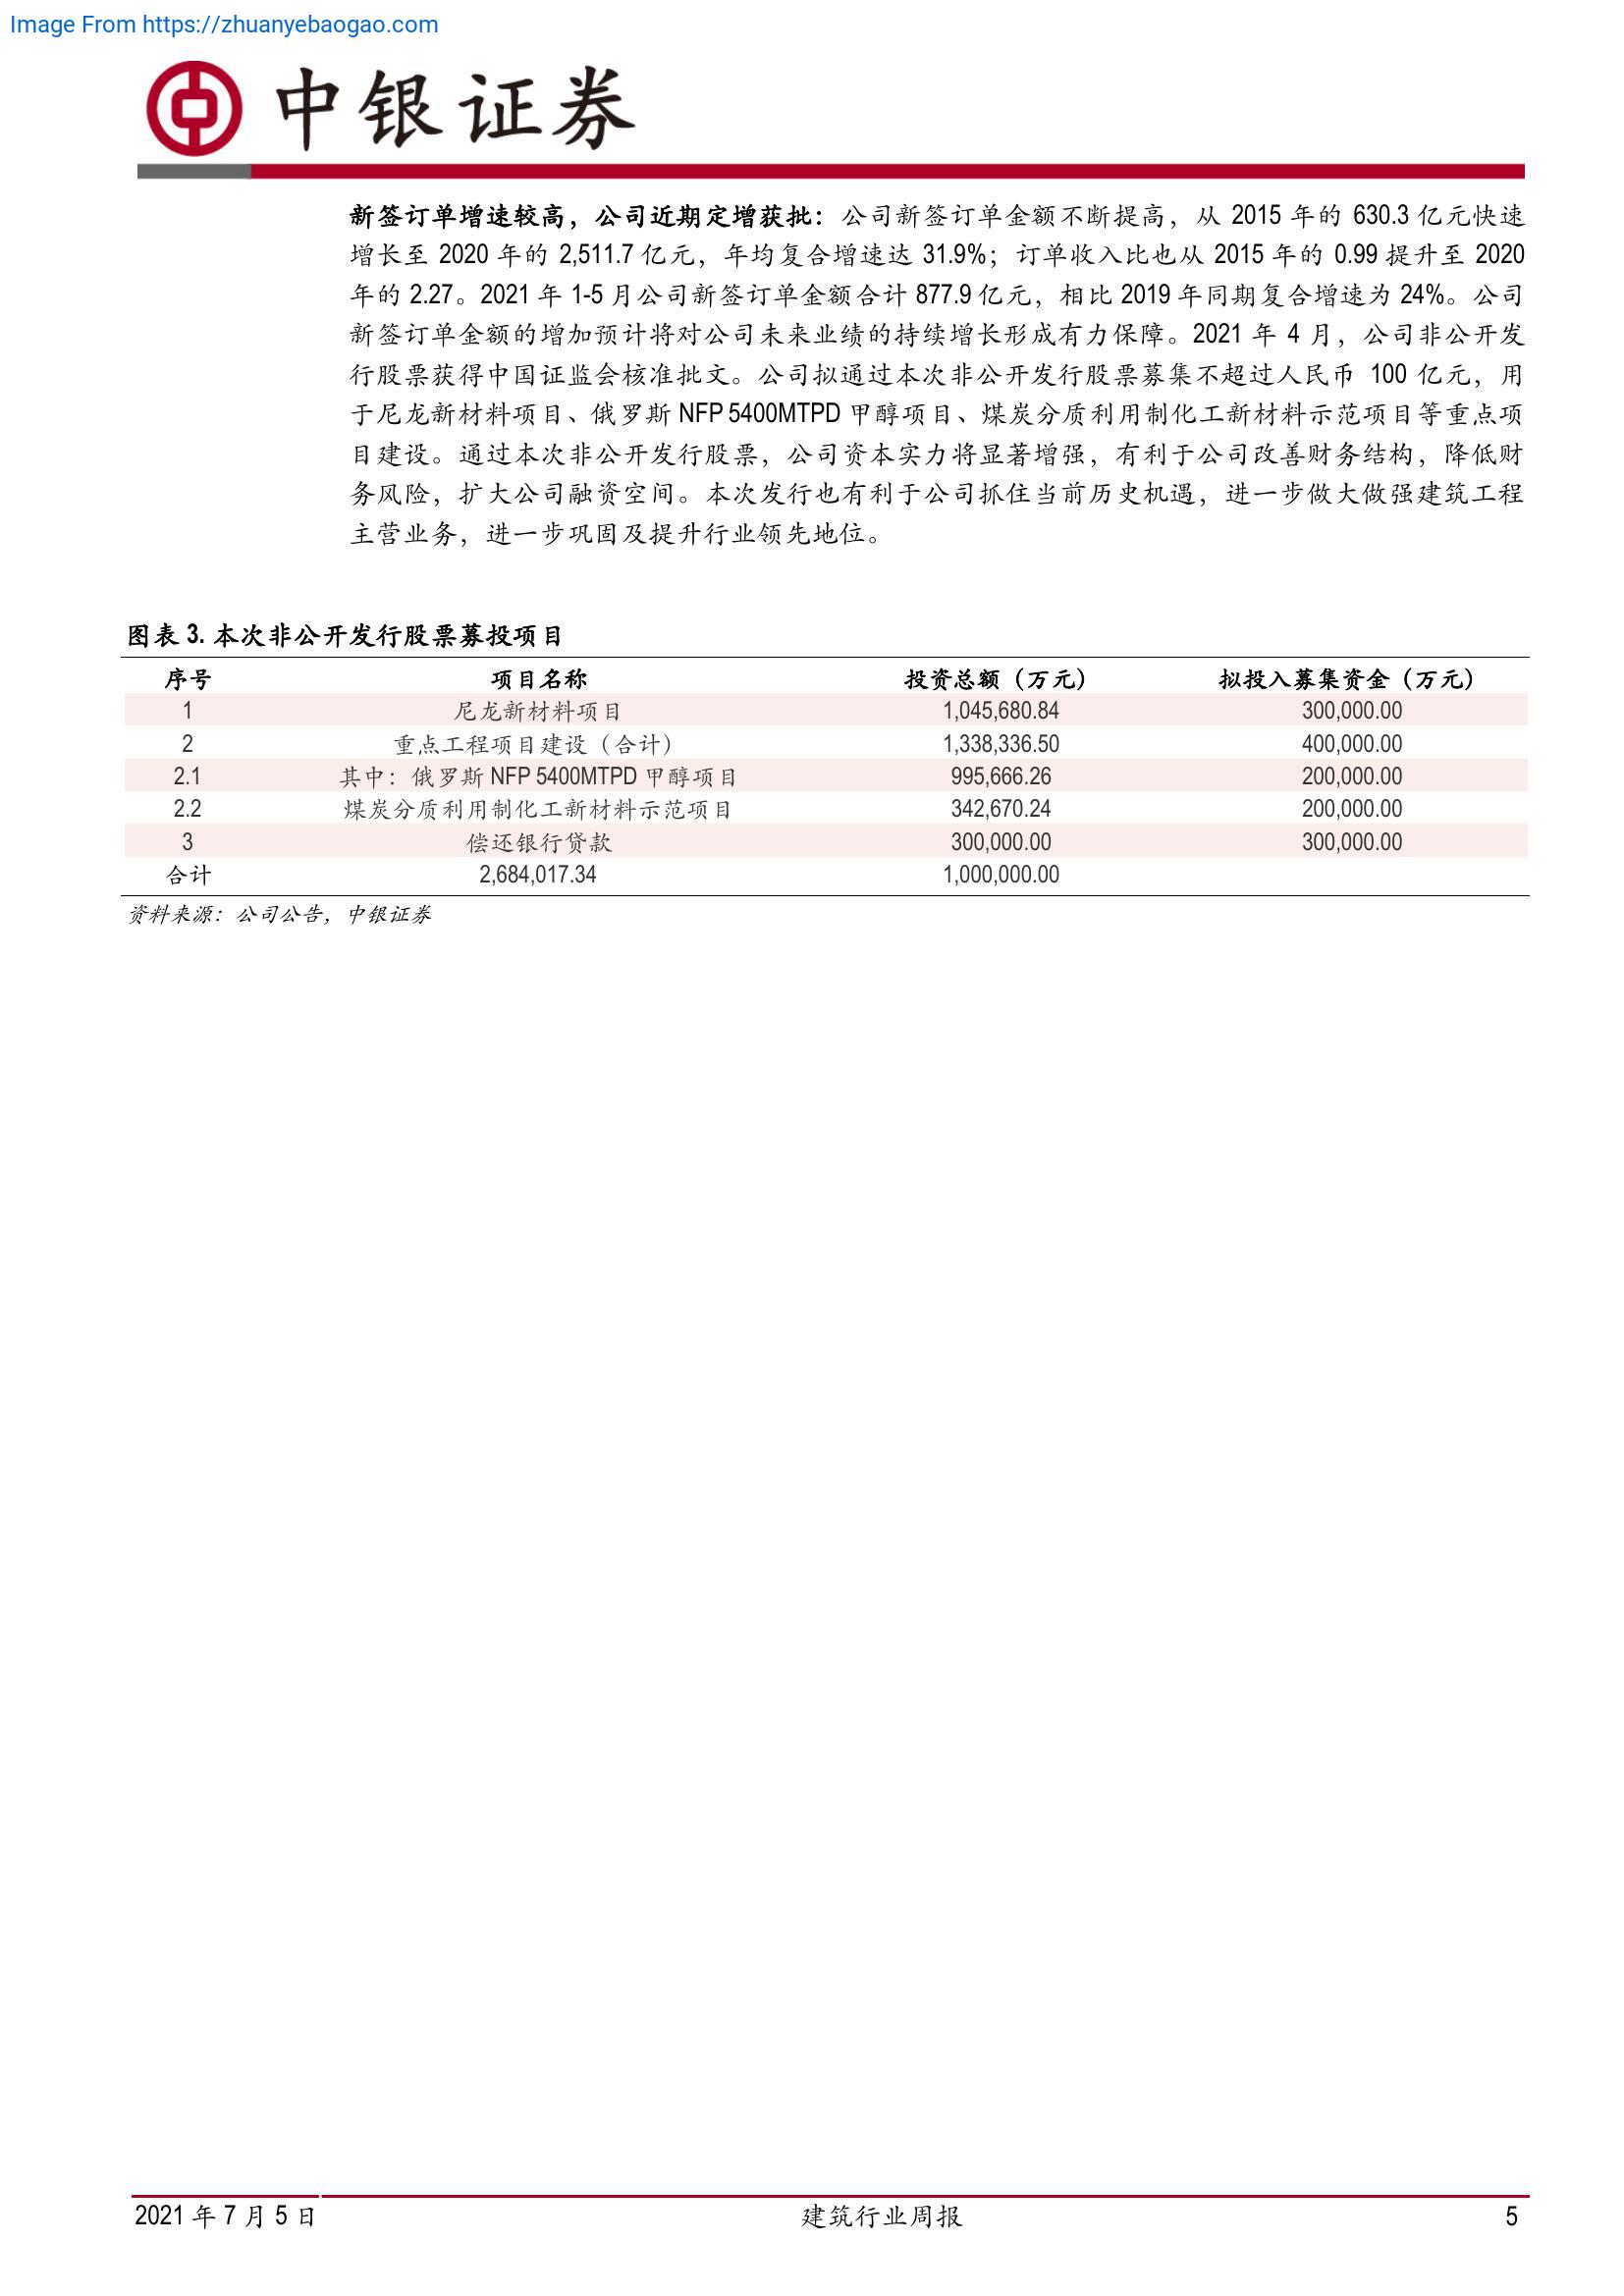 Image From https://zhuanyebaogao.com
中银证券
新签订单增速较高，公司近期定增获批：公司新签订单金额不断提高，从 2015 年的 630.3 亿元快速
增长至 2020 年的 2,511.7 亿元，年均复合增速达 31.9%；订单收入比也从 2015 年的 0.99 提升至 2020
年的 2.27。2021 年 1-5 月公司新签订单金额合计 877.9 亿元，相比 2019 年同期复合增速为 24%。公司
新签订单金额的增加预计将对公司未来业绩的持续增长形成有力保障。2021 年 4 月，公司非公开发
行股票获得中国证监会核准批文。公司拟通过本次非公开发行股票募集不超过人民币 100 亿元，用
于尼龙新材料项目、俄罗斯 NFP 5400MTPD 甲醇项目、煤炭分质利用制化工新材料示范项目等重点项
目建设。通过本次非公开发行股票，公司资本实力将显著增强，有利于公司改善财务结构，降低财
务风险，扩大公司融资空间。本次发行也有利于公司抓住当前历史机遇，进一步做大做强建筑工程
主营业务，进一步巩固及提升行业领先地位。
图表 3. 本次非公开发行股票募投项目
序号 项目名称 投资总额（万元） 拟投入募集资金（万元）
1 尼龙新材料项目 1,045,680.84 300,000.00
2 重点工程项目建设（合计） 1,338,336.50 400,000.00
2.1 其中：俄罗斯 NFP 5400MTPD 甲醇项目 995,666.26 200,000.00
2.2 煤炭分质利用制化工新材料示范项目 342,670.24 200,000.00
3 偿还银行贷款 300,000.00 300,000.00
合计 2,684,017.34 1,000,000.00
资料来源：公司公告，中银证券
2021 年 7 月 5 日 建筑行业周报 5